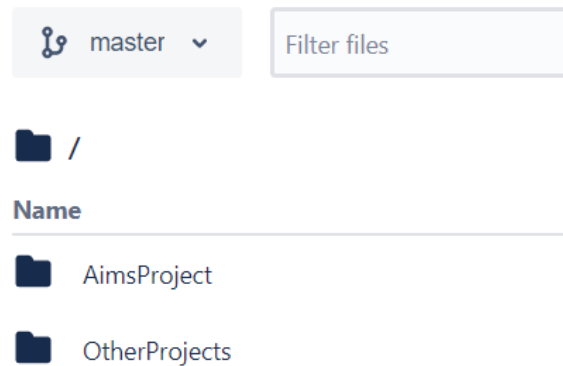 master
Filter files
/
Name
AimsProject
OtherProjects